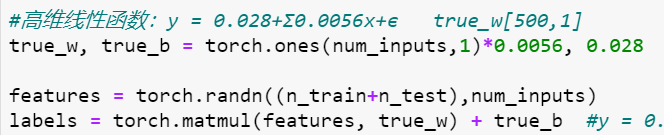 #高维线性函数：y = 0.028+Σ0.0056x+ϵ   true_w[500,1]
true_w, true_b = torch.ones(num_inputs,1)*0.0056, 0.028
features = torch.randn((n_train+n_test),num_inputs)
labels = torch.matmul(features, true_w) + true_b  #y = 0.